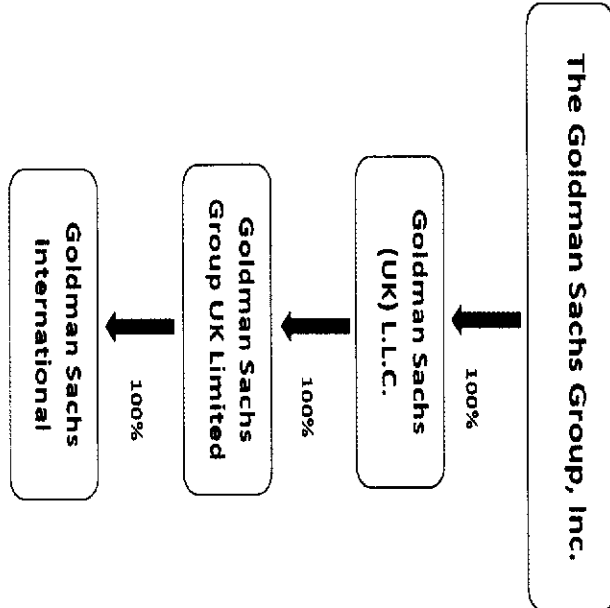 The Goldman Sachs Group, Inc.
100%
Goldman Sachs
(UK) L.L.C.
100%
Goldman Sachs
Group UK Limited
100%
Goldman Sachs
International